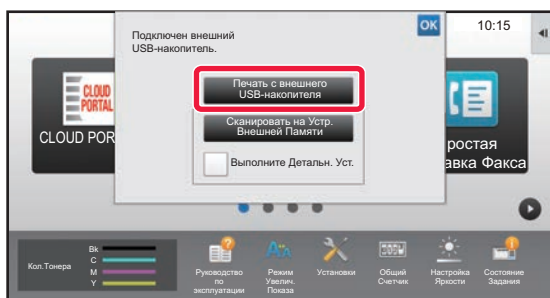 Подключен внешний
USB-накопитель.
OK
10:15
Печать с внешнего
USB-накопителя
Сканировать на Устр.
Внешней Памяти
Выполните Детальн. Уст.
CLOUD
PORTAL
CLOUD POR
ростая
авка Факса
Кол.Тонера
Bk
C
M
Y
Руководство
по
эксплуатации
Режим
Увелич.
Показа
Установки
Общий
Счетчик
Настройка
Яркости
Состояние
Задания